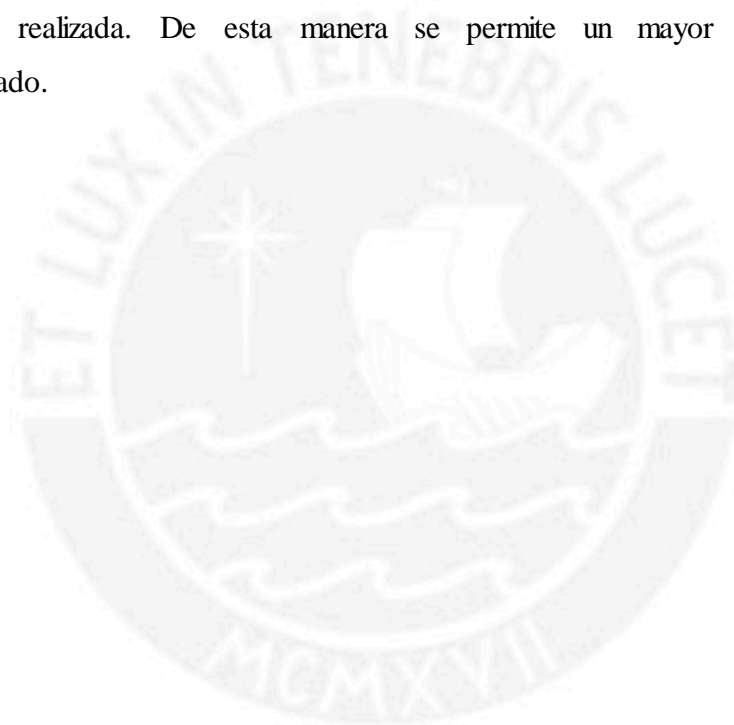 realizada. De esta manera se permite un mayor
ado.
ET LUX IN TENEBRIS LUCET
MCMXVII